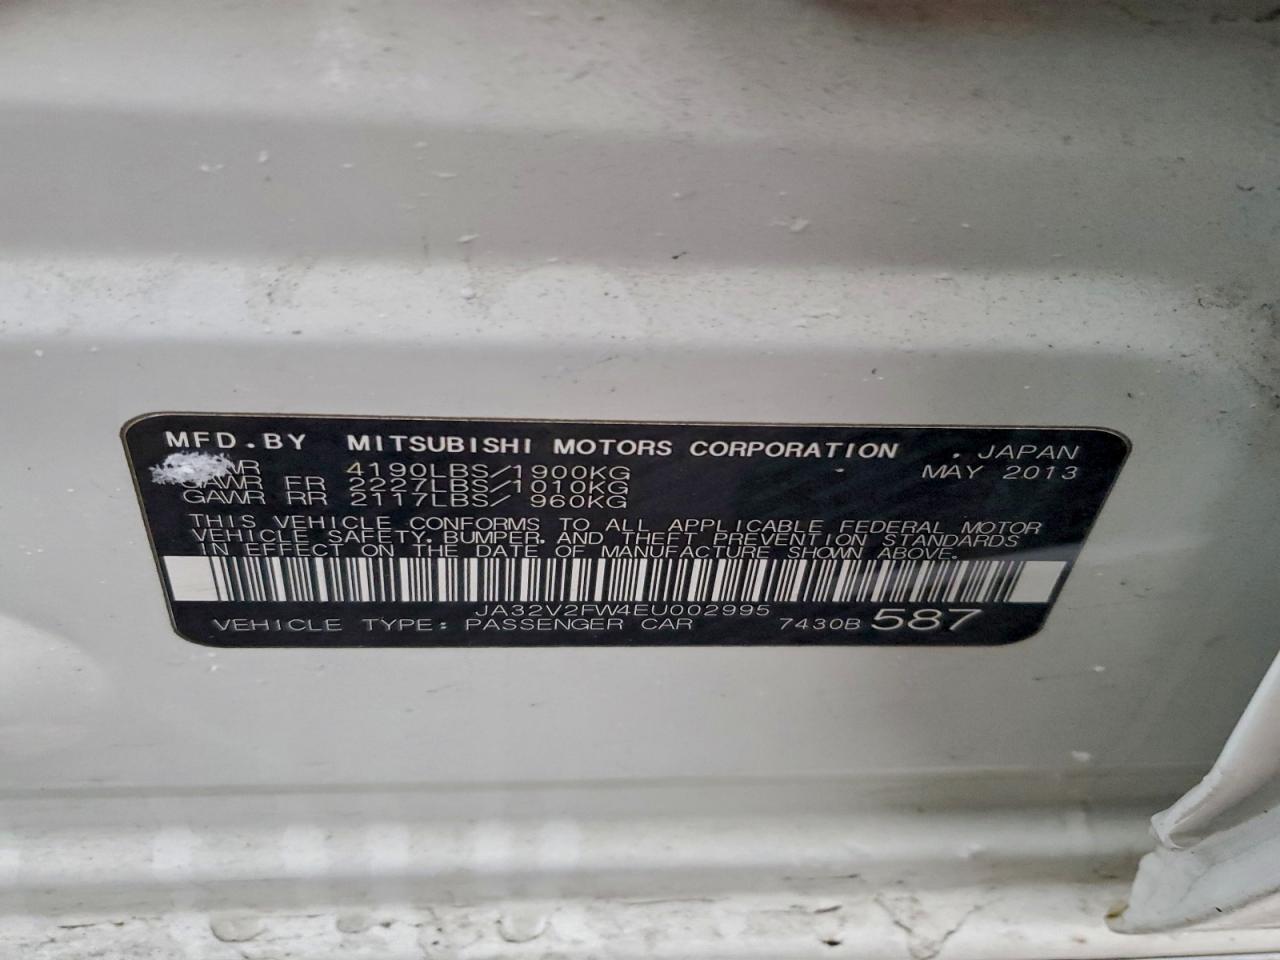 MFD.BY MITSUBISHI MOTORS CORPORATION . JAPAN
4190LBS/1900KG MAY 2013
GAWR FR 2227LBS/1010KG
GAWR RR 2117LBS/ 960KG
THIS VEHICLE CONFORMS TO ALL APPLICABLE FEDERAL MOTOR
VEHICLE SAFETY, BUMPER, AND THEFT PREVENTION STANDARDS
IN EFFECT ON THE DATE OF MANUFACTURE SHOWN ABOVE.
JA32V2FW4EU002995
VEHICLE TYPE: PASSENGER CAR 7430B 587